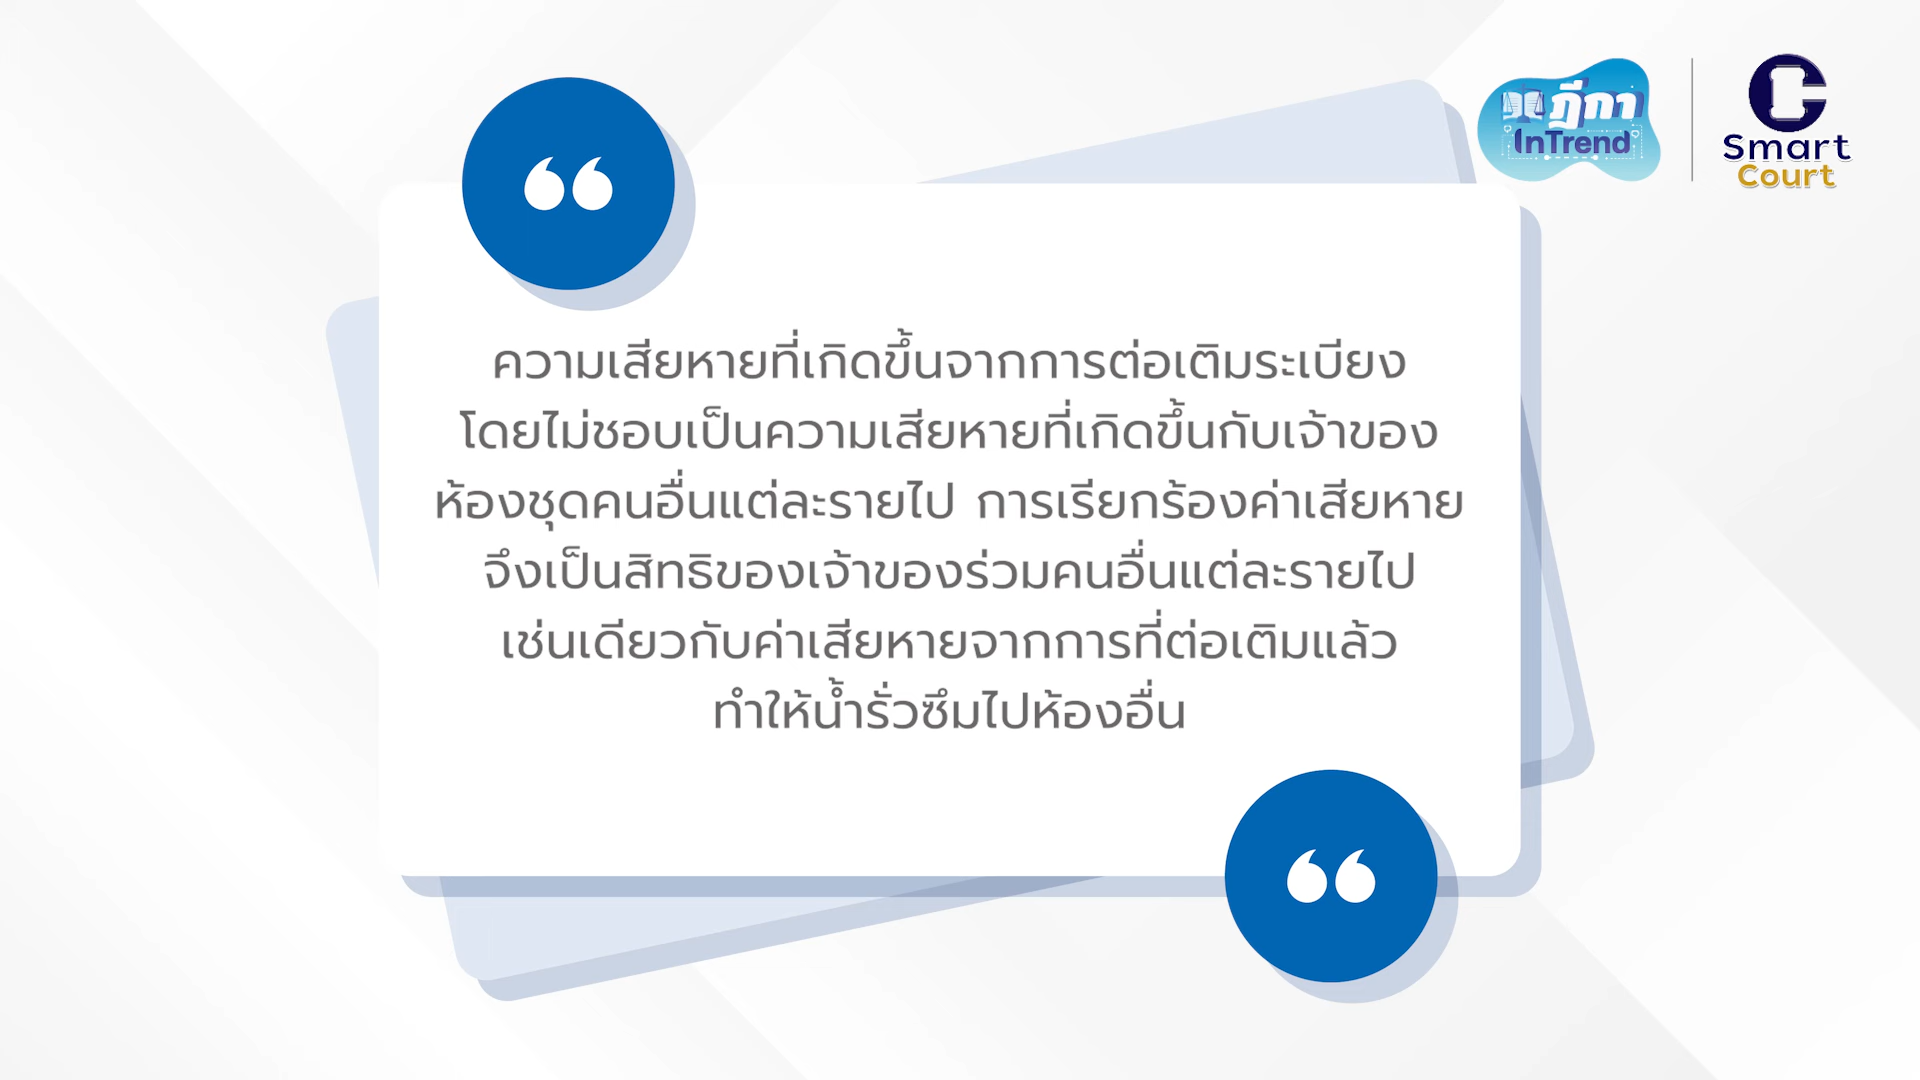 ฎีกา
InTrend
Smart
Court
ความเสียหายที่เกิดขึ้นจากการต่อเติมระเบียง
โดยไม่ชอบเป็นความเสียหายที่เกิดขึ้นกับเจ้าของ
ห้องชุดคนอื่นแต่ละรายไป การเรียกร้องค่าเสียหาย
จึงเป็นสิทธิของเจ้าของร่วมคนอื่นแต่ละรายไป
เช่นเดียวกับค่าเสียหายจากการที่ต่อเติมแล้ว
ทำให้น้ำรั่วซึมไปห้องอื่น